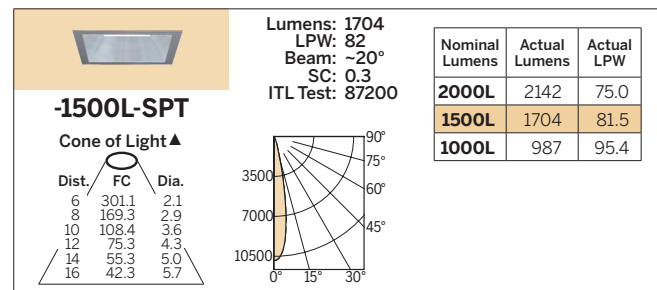 -1500L-SPT
Cone of Light▲
Dist. FC Dia.
6 301.1 2.1
8 169.3 2.9
10 108.4 3.6
12 75.3 4.3
14 55.3 5.0
16 42.3 5.7
Lumens: 1704
LPW: 82
Beam: ~20°
SC: 0.3
ITL Test: 87200
90°
75°
3500
60°
7000
45°
10500
0° 15° 30°
Nominal Lumens Actual Lumens Actual LPW
2000L 2142 75.0
1500L 1704 81.5
1000L 987 95.4